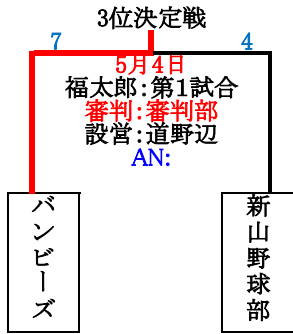 3位決定戦
7
4
5月4日
福太郎：第1試合
審判：審判部
設営：道野辺
AN:
バンビーズ
新山野球部